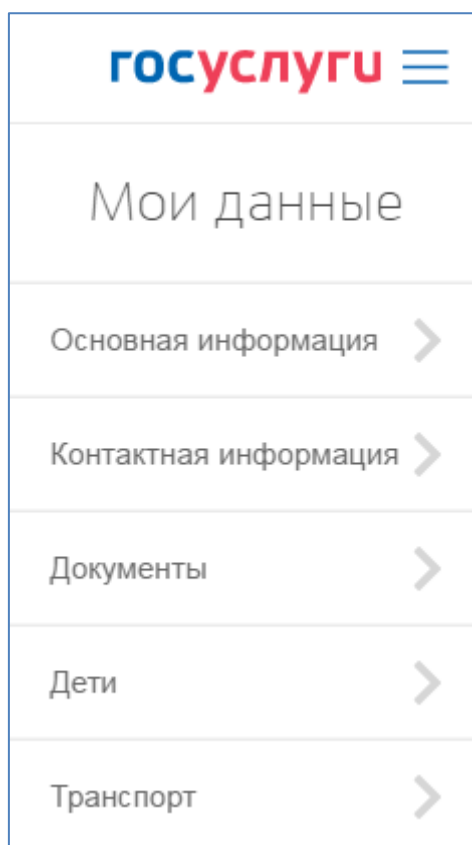 госуслуги
Мои данные
Основная информация
Контактная информация
Документы
Дети
Транспорт